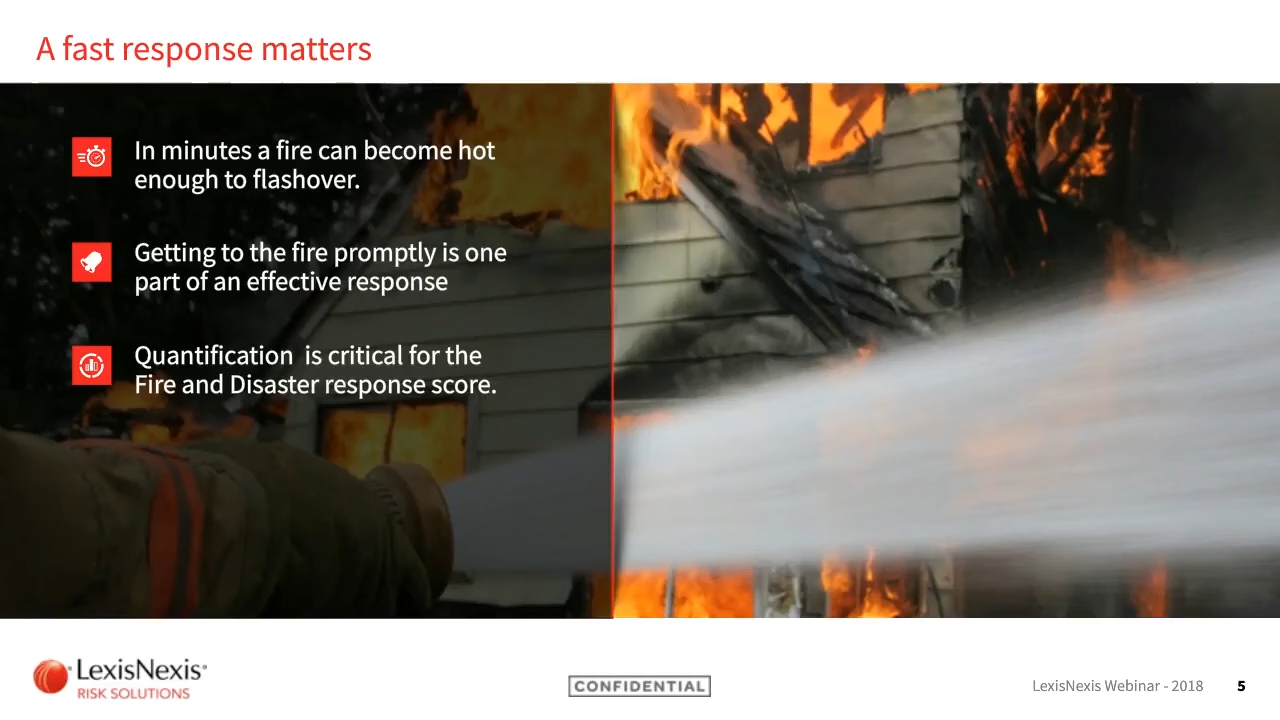 A fast response matters
In minutes a fire can become hot
enough to flashover.
Getting to the fire promptly is one
part of an effective response
Quantification  is critical for the
Fire and Disaster response score.
LexisNexis®
RISK SOLUTIONS
CONFIDENTIAL
LexisNexis Webinar - 2018
5